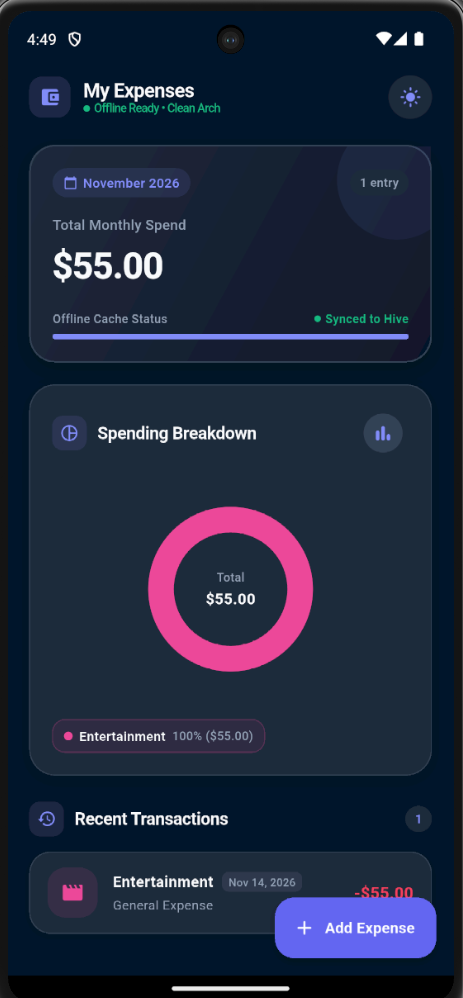 4:49
My Expenses
Offline Ready • Clean Arch
November 2026
1 entry
Total Monthly Spend
$55.00
Offline Cache Status
Synced to Hive
Spending Breakdown
Total
$55.00
Entertainment 100% ($55.00)
Recent Transactions
1
Entertainment Nov 14, 2026
-$55.00
General Expense
+ Add Expense